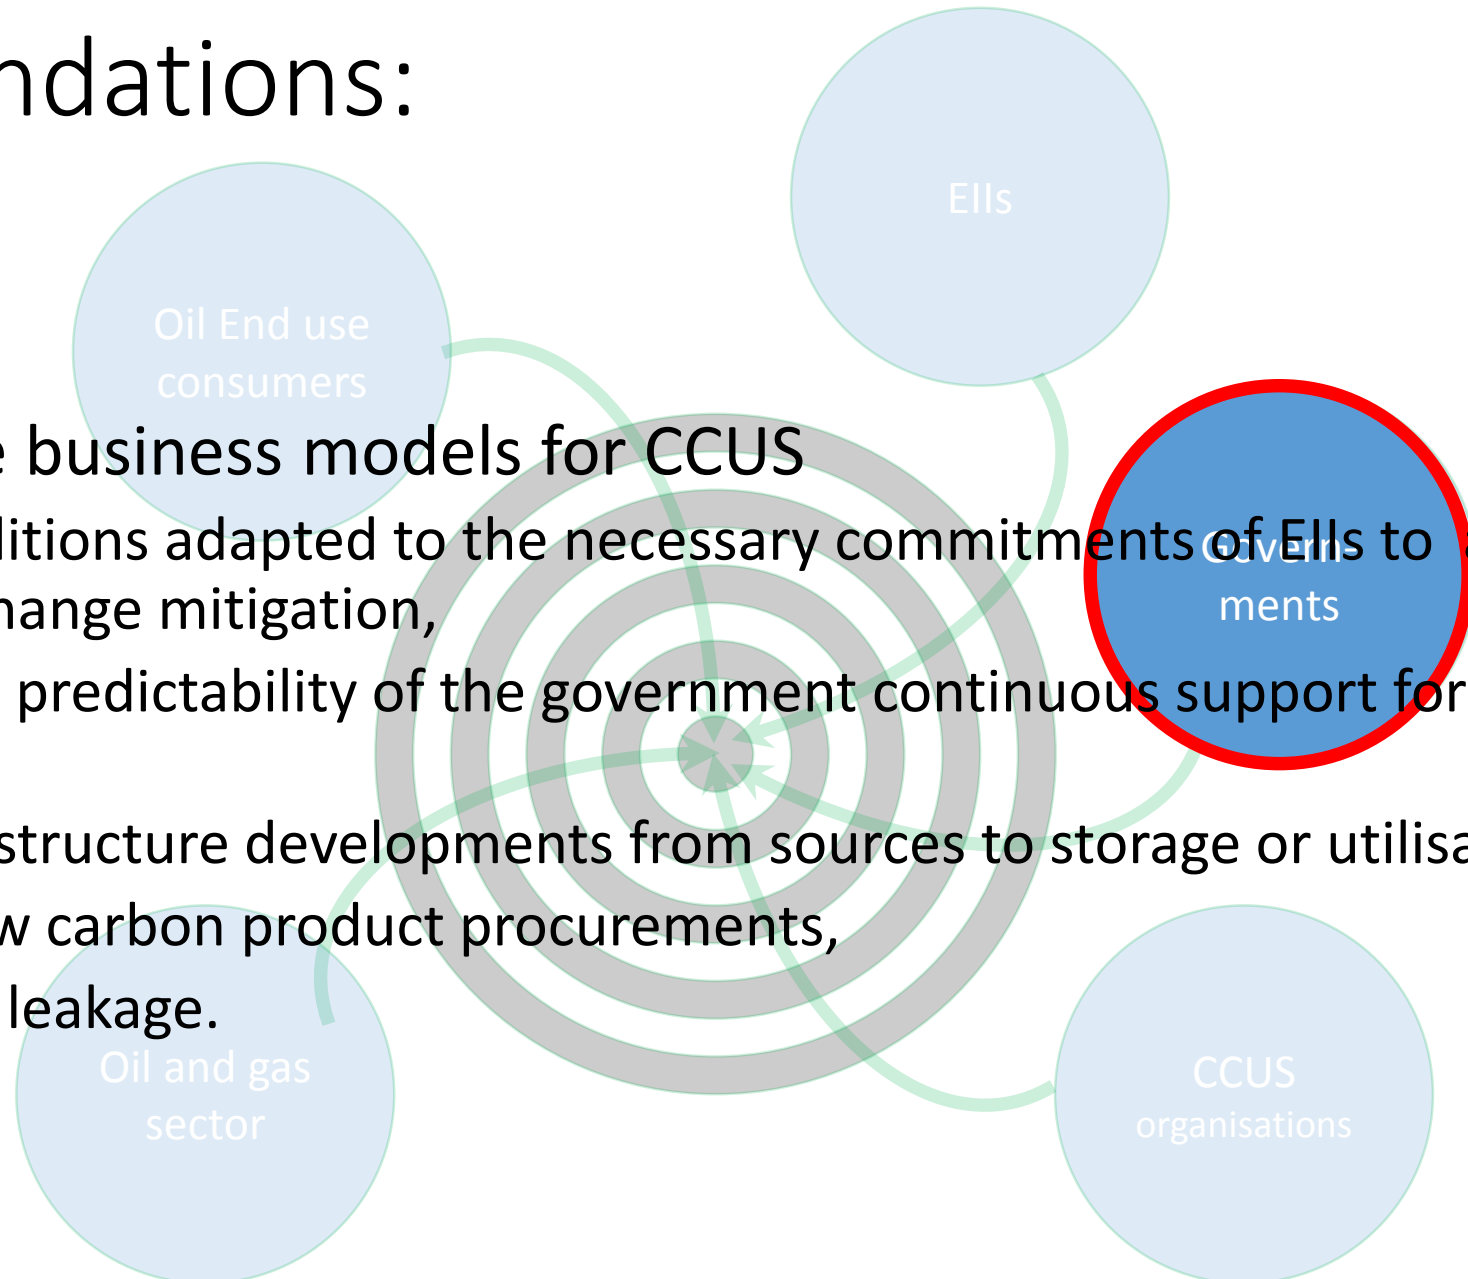 ndations:
EIIs
Oil End use
consumers
e business models for CCUS
litions adapted to the necessary commitments of EIIs to
hange mitigation,
Govern-
ments
predictability of the government continuous support for
structure developments from sources to storage or utilisa
w carbon product procurements,
leakage.
Oil and gas
sector
CCUS
organisations